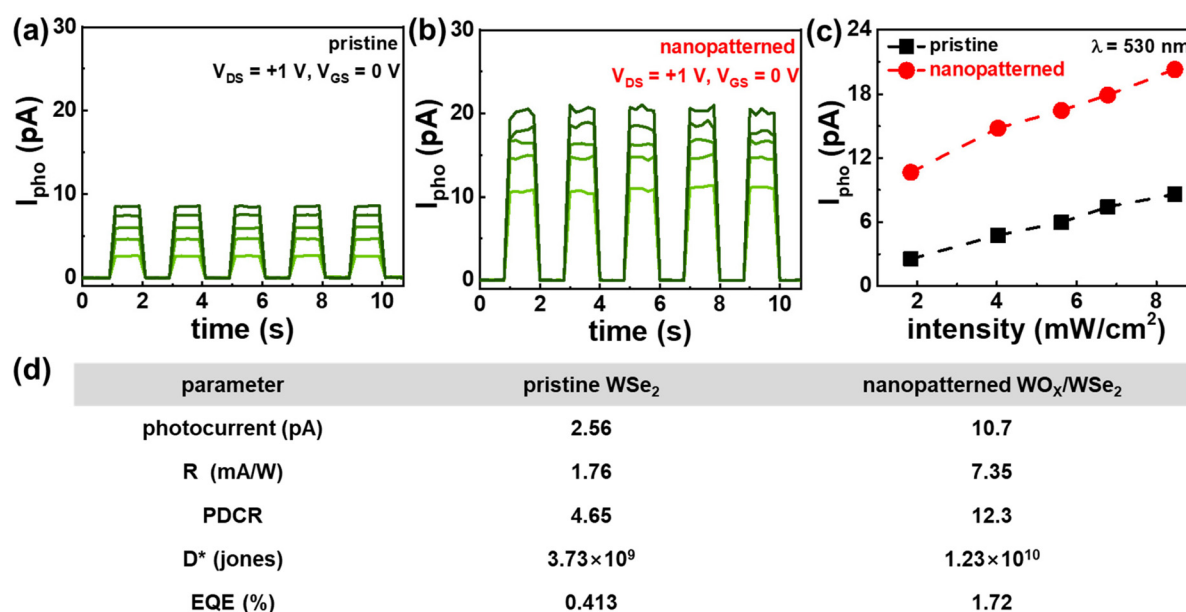 (a)
30
20
10
0
I_pho (pA)
pristine
V_DS = +1 V, V_GS = 0 V
0 2 4 6 8 10
time (s)
(b)
30
20
10
0
I_pho (pA)
nanopatterned
V_DS = +1 V, V_GS = 0 V
0 2 4 6 8 10
time (s)
(c)
24
18
12
6
0
I_pho (pA)
pristine
nanopatterned
λ = 530 nm
2 4 6 8
intensity (mW/cm²)
(d)
parameter pristine WSe₂ nanopatterned WOₓ/WSe₂
photocurrent (pA) 2.56 10.7
R (mA/W) 1.76 7.35
PDCR 4.65 12.3
D* (jones) 3.73×10⁹ 1.23×10¹⁰
EQE (%) 0.413 1.72